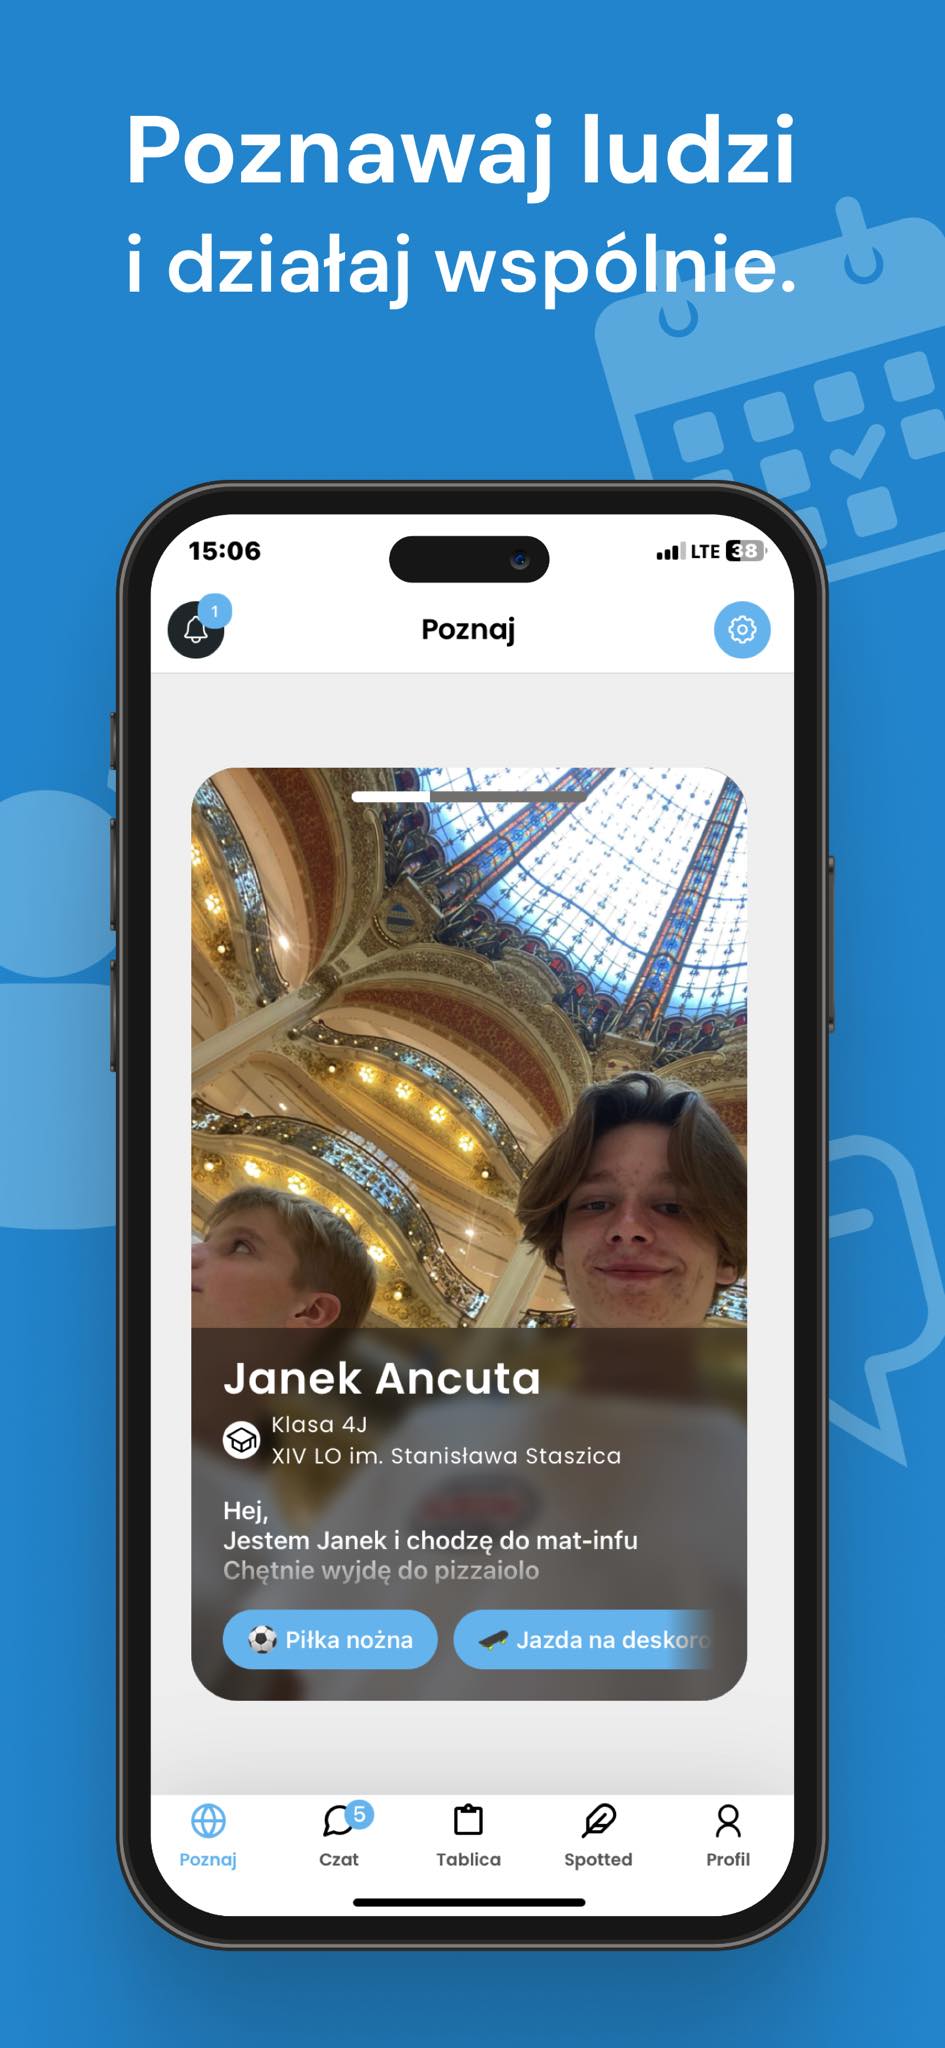 Poznawaj ludzi
i działaj wspólnie.
15:06
LTE 38
1
Poznaj
Janek Ancuta
Klasa 4J
XIV LO im. Stanisława Staszica
Hej,
Jestem Janek i chodzę do mat-infu
Chętnie wyjdę do pizzaiolo
Piłka nożna
Jazda na deskoro
5
Poznaj
Czat
Tablica
Spotted
Profil